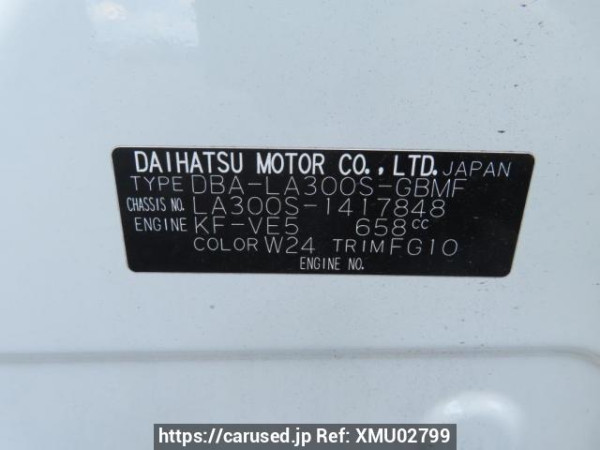 DAIHATSU MOTOR CO., LTD. JAPAN
TYPE DBA-LA300S-GBMF
CHASSIS NO. LA300S-1417848
ENGINE KF-VE5 658cc
COLOR W24 TRIM FG10
ENGINE NO.
https://carused.jp Ref: XMU02799